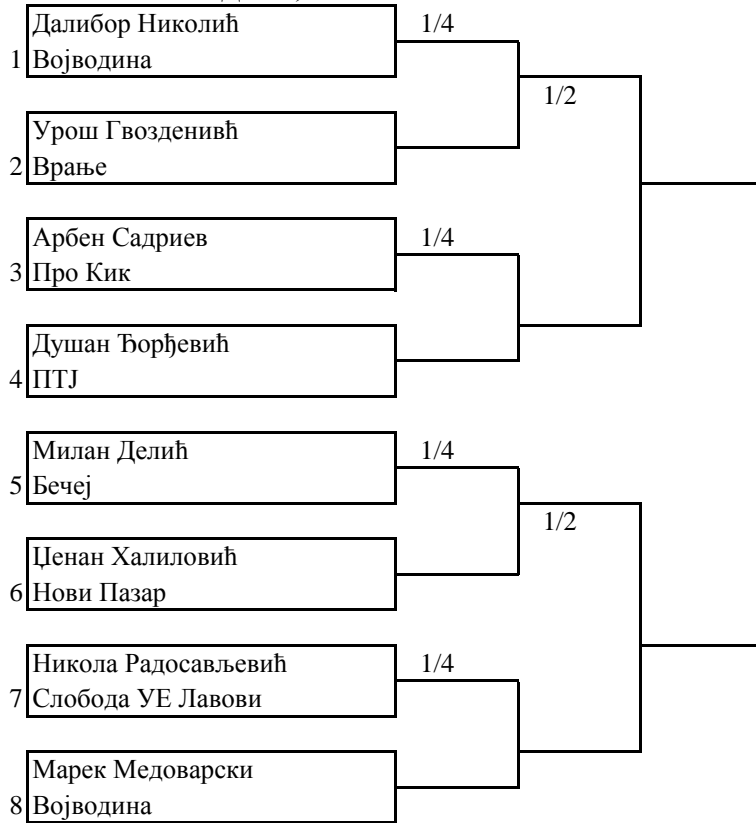 Далибор Николић
1/4
1 Војводина
1/2
Урош Гвозденивћ
2 Врање
Арбен Садриев
1/4
3 Про Кик
Душан Ђорђевић
4 ПТЈ
Милан Делић
1/4
5 Бечеј
1/2
Џенан Халиловић
6 Нови Пазар
Никола Радосављевић
1/4
7 Слобода УЕ Лавови
Марек Медоварски
8 Војводина